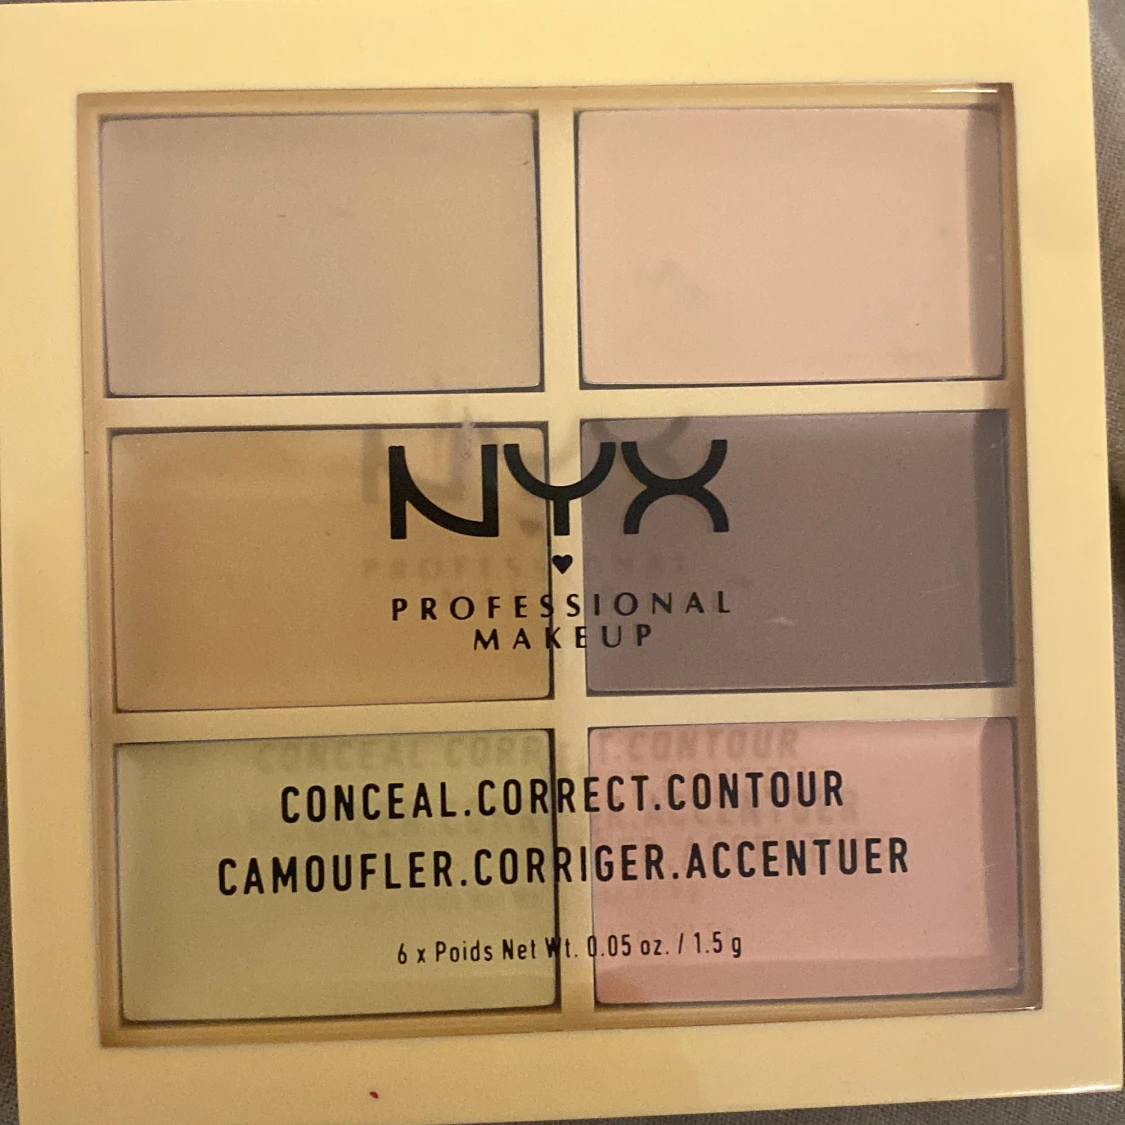 NYX
PROFESSIONAL
MAKEUP
CONCEAL.CORRECT.CONTOUR
CAMOUFLER.CORRIGER.ACCENTUER
6 x Poids Net Wt. 0.05 oz. / 1.5 g